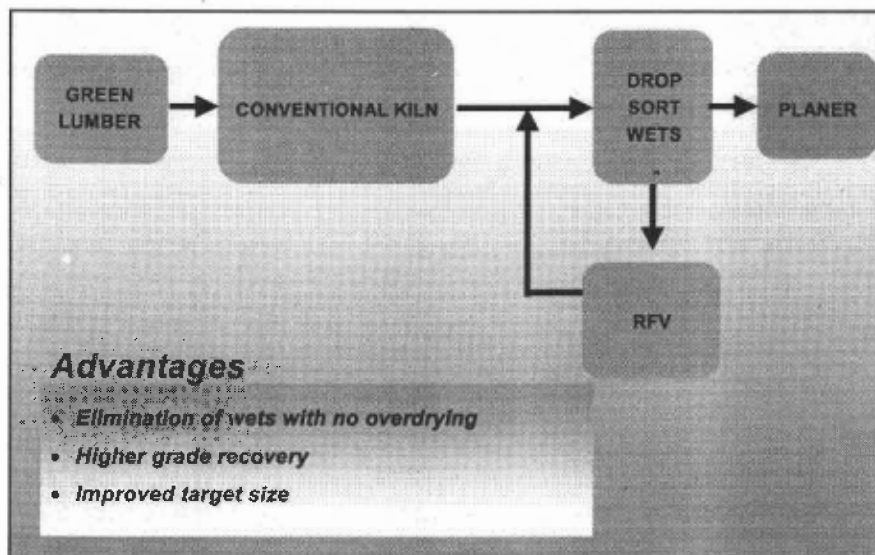 GREEN
LUMBER
CONVENTIONAL KILN
DROP
SORT
WETS
PLANER
RFV
Advantages
• Elimination of wets with no overdrying
• Higher grade recovery
• Improved target size